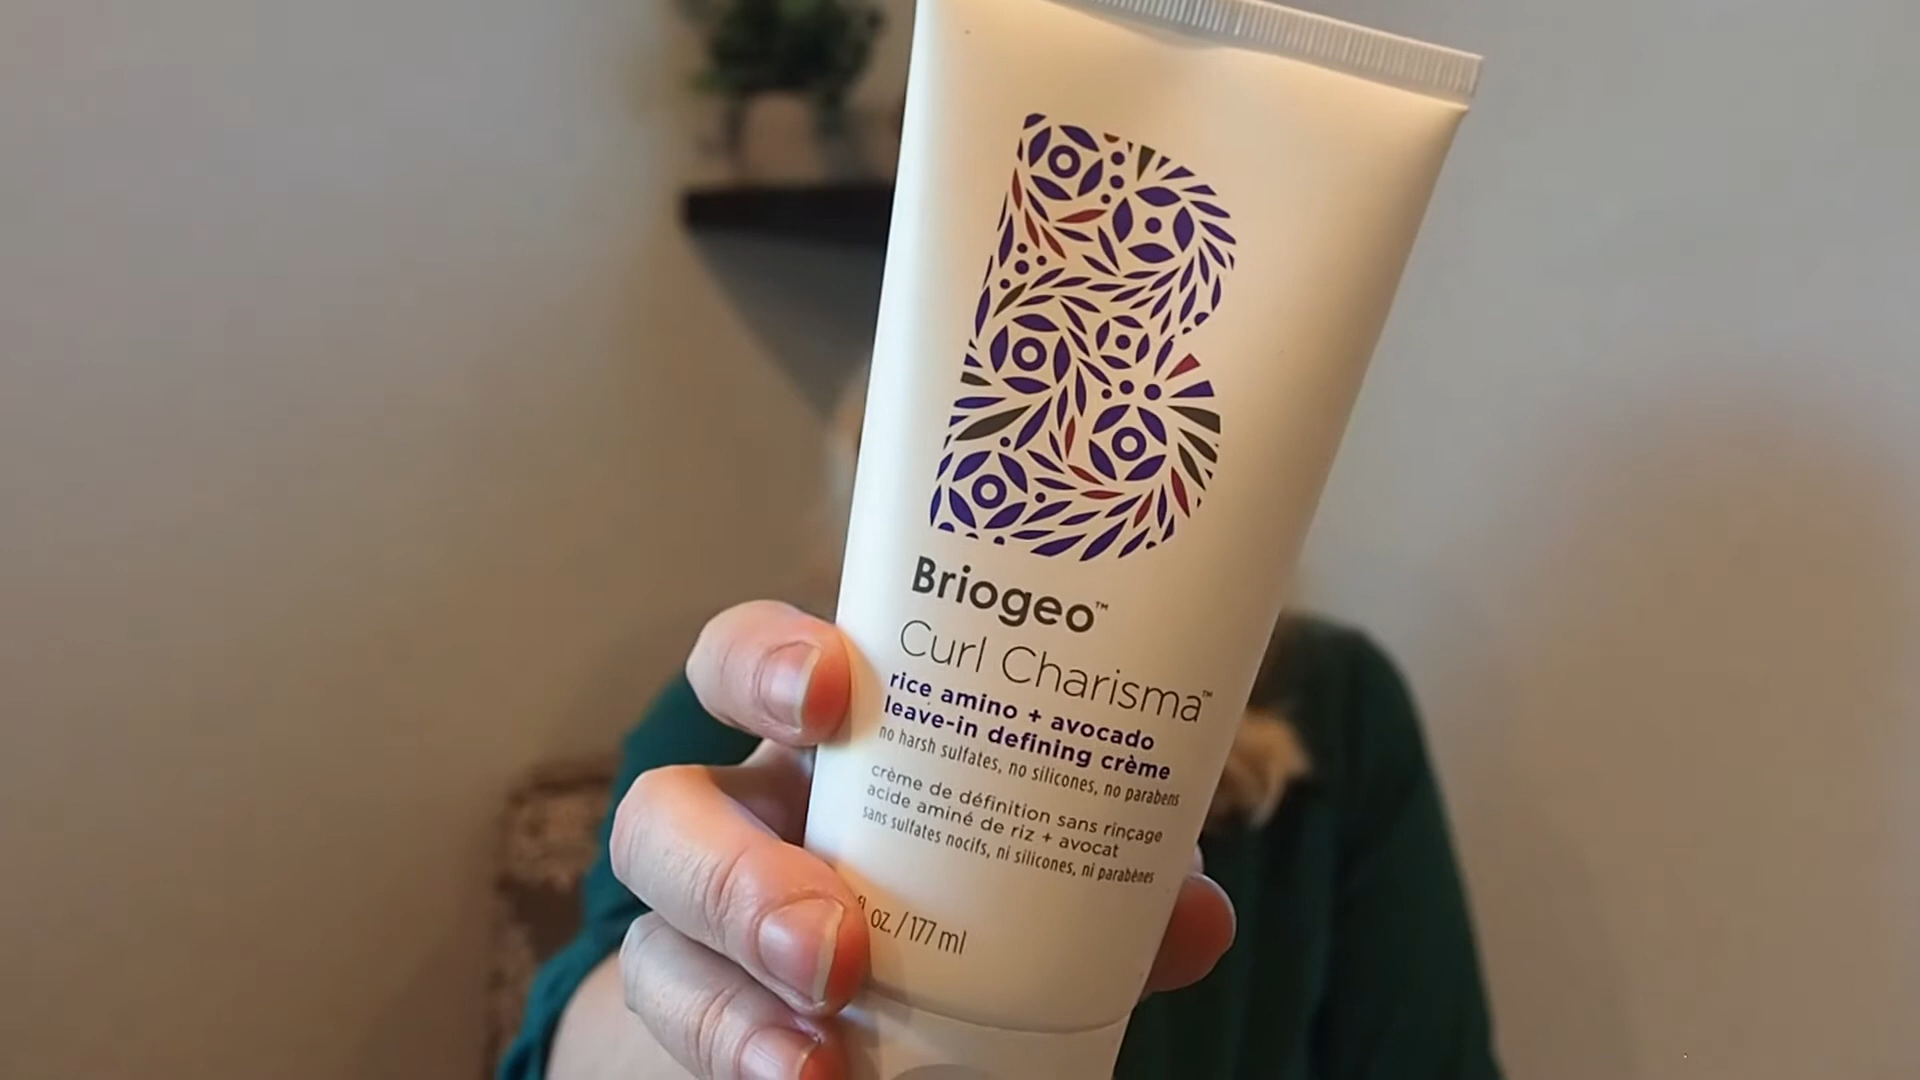 Briogeo™
Curl Charisma™
rice amino + avocado
leave-in defining crème
no harsh sulfates, no silicones, no parabens
crème de définition sans rinçage
acide aminé de riz + avocat
sans sulfates nocifs, ni silicones, ni parabènes
fl oz. / 177 ml